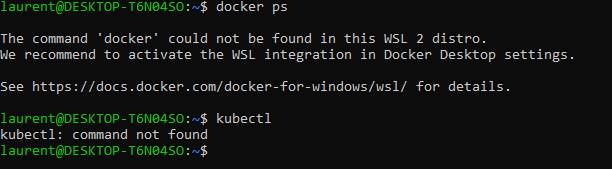 laurent@DESKTOP-T6N04SO:~$ docker ps
The command 'docker' could not be found in this WSL 2 distro.
We recommend to activate the WSL integration in Docker Desktop settings.
See https://docs.docker.com/docker-for-windows/wsl/ for details.
laurent@DESKTOP-T6N04SO:~$ kubectl
kubectl: command not found
laurent@DESKTOP-T6N04SO:~$